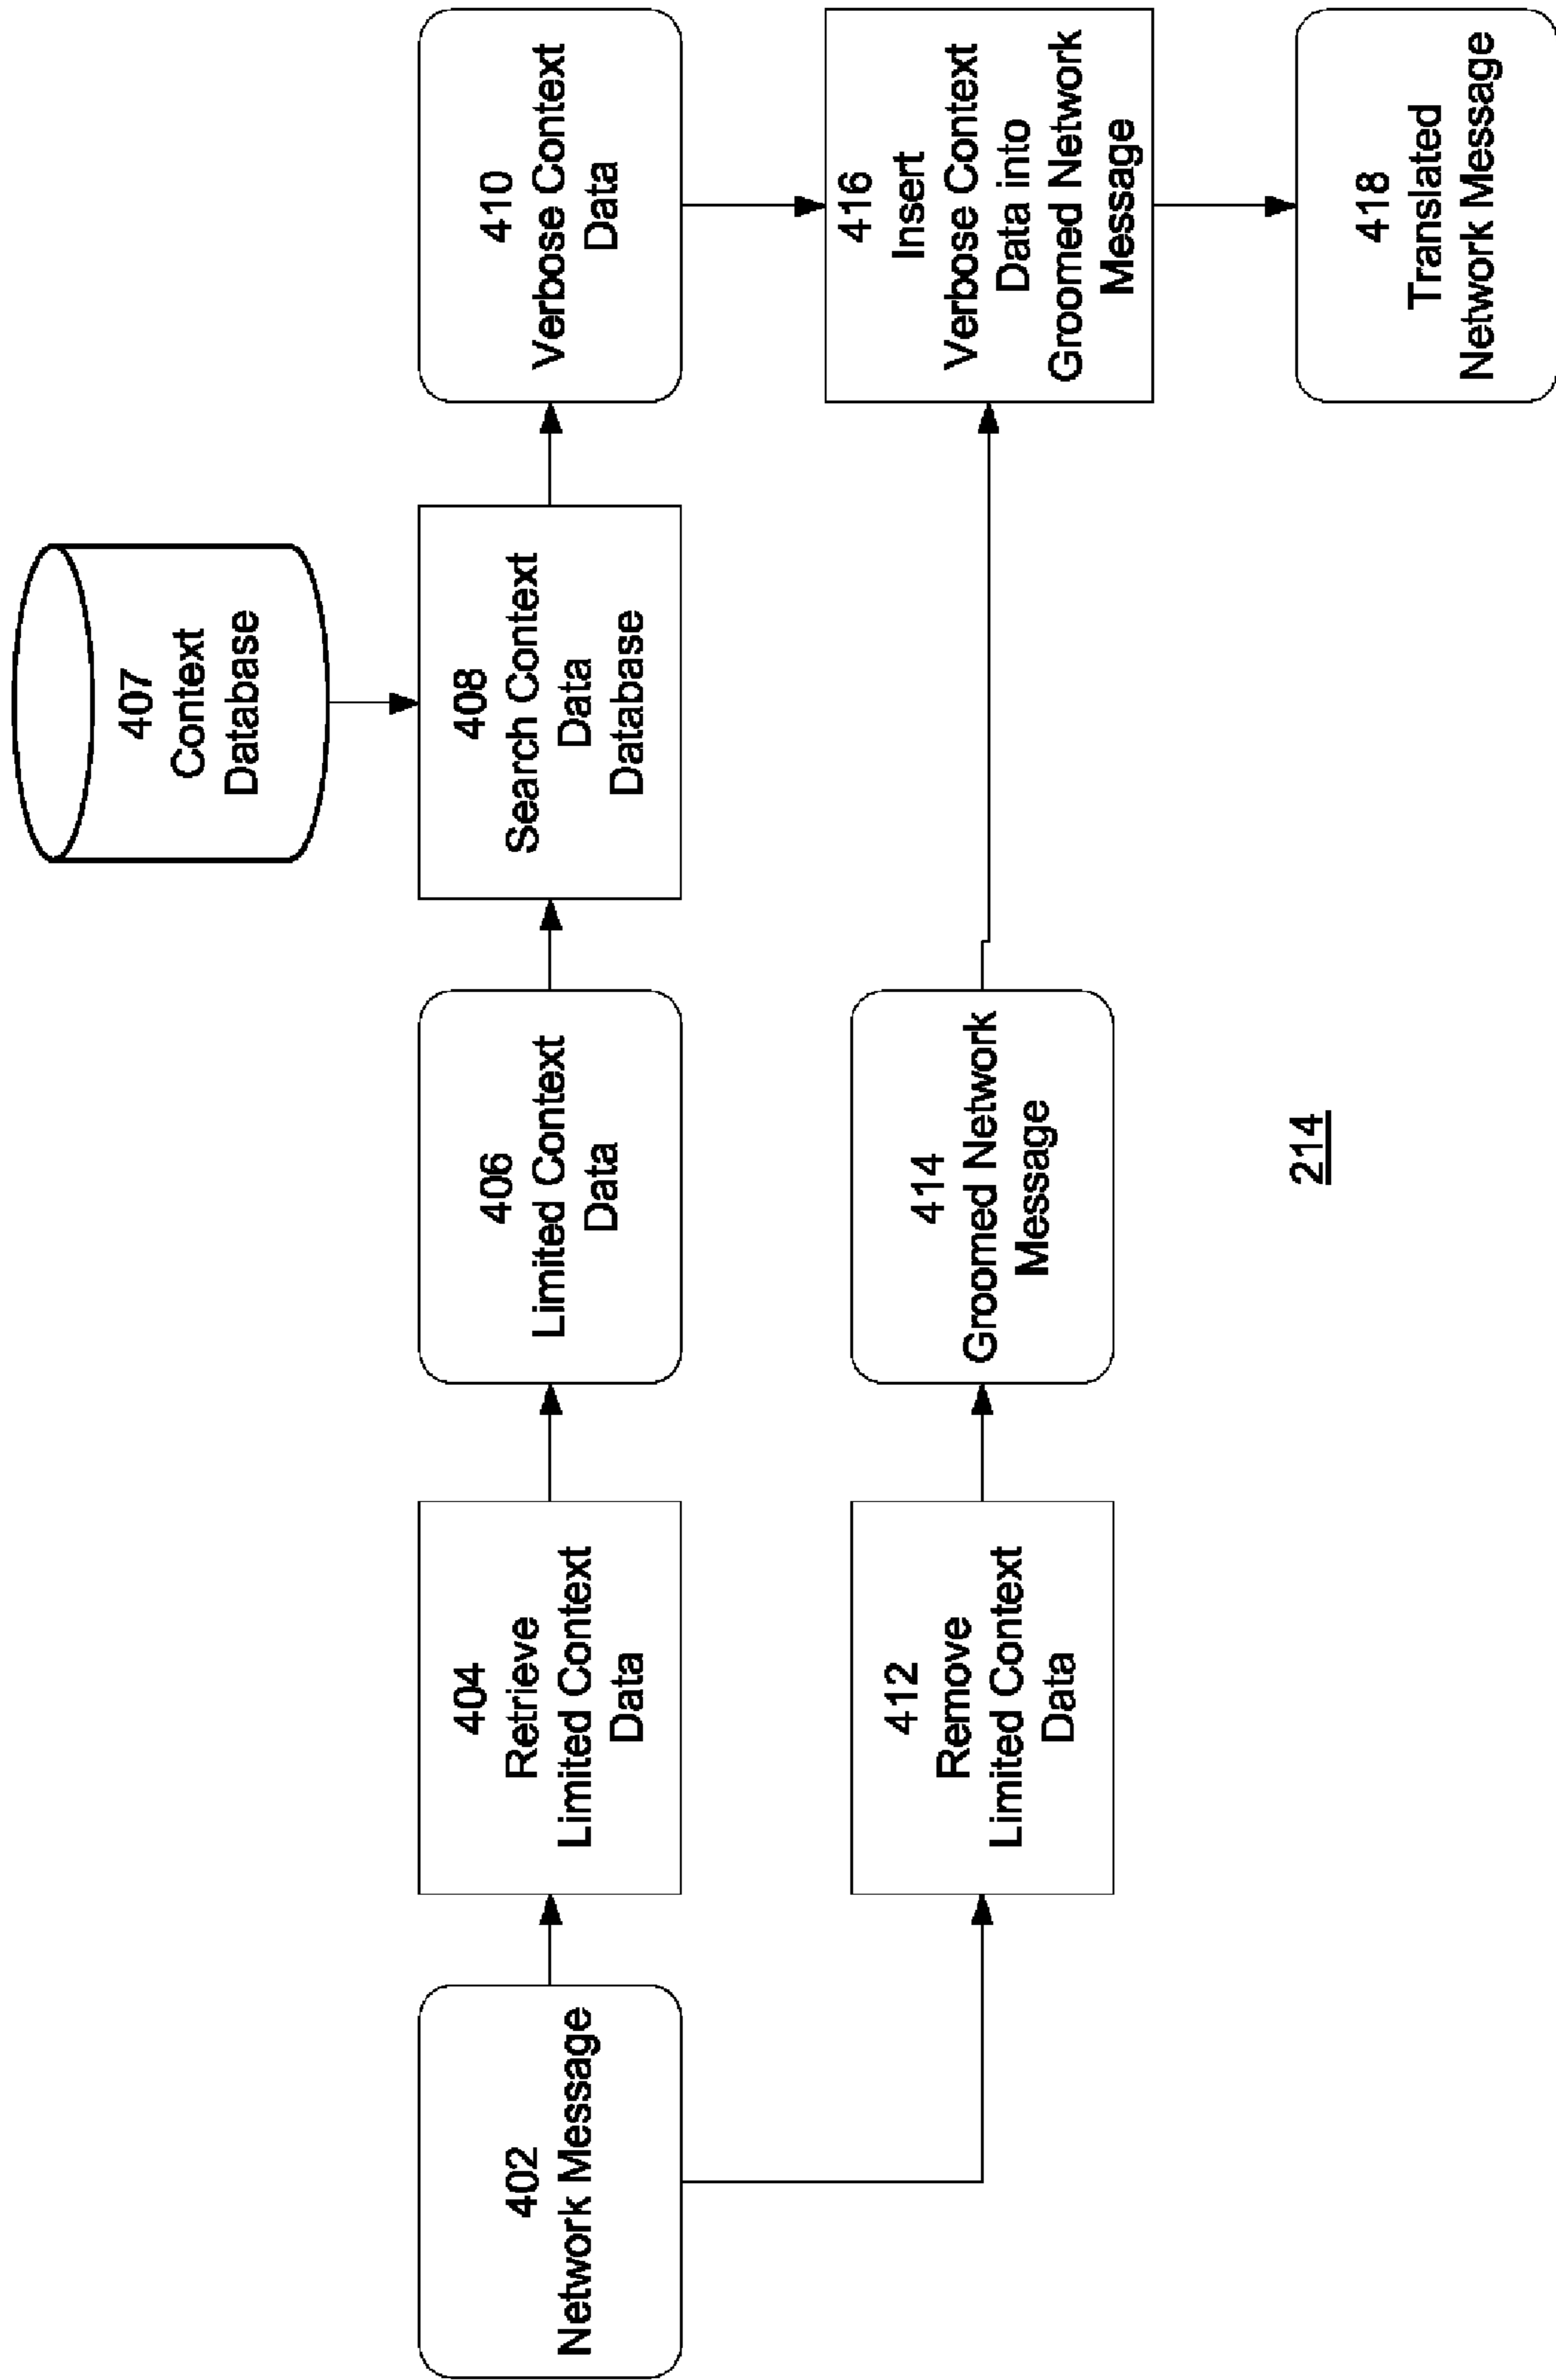 407
Context
Database
402
Network Message
404
Retrieve
Limited Context
Data
406
Limited Context
Data
408
Search Context
Data
Database
410
Verbose Context
Data
412
Remove
Limited Context
Data
414
Groomed Network
Message
416
Insert
Verbose Context
Data into
Groomed Network
Message
418
Translated
Network Message
214